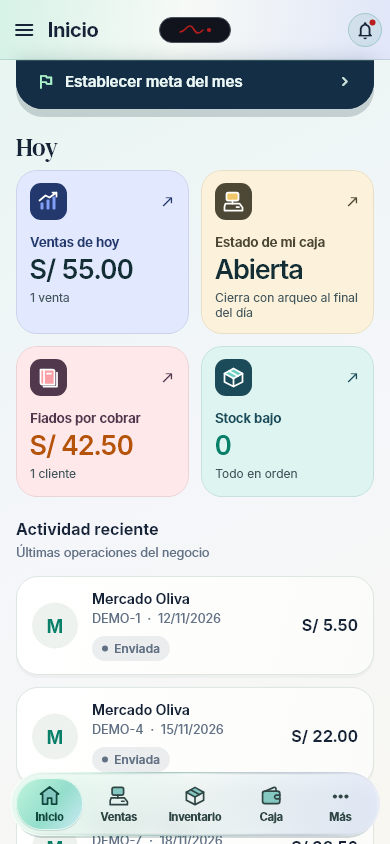 Inicio
Establecer meta del mes
Hoy
Ventas de hoy
S/ 55.00
1 venta
Estado de mi caja
Abierta
Cierra con arqueo al final
del día
Fiados por cobrar
S/ 42.50
1 cliente
Stock bajo
0
Todo en orden
Actividad reciente
Últimas operaciones del negocio
M
Mercado Oliva
DEMO-1 · 12/11/2026
Enviada
S/ 5.50
M
Mercado Oliva
DEMO-4 · 15/11/2026
Enviada
S/ 22.00
Inicio
Ventas
Inventario
Caja
Más